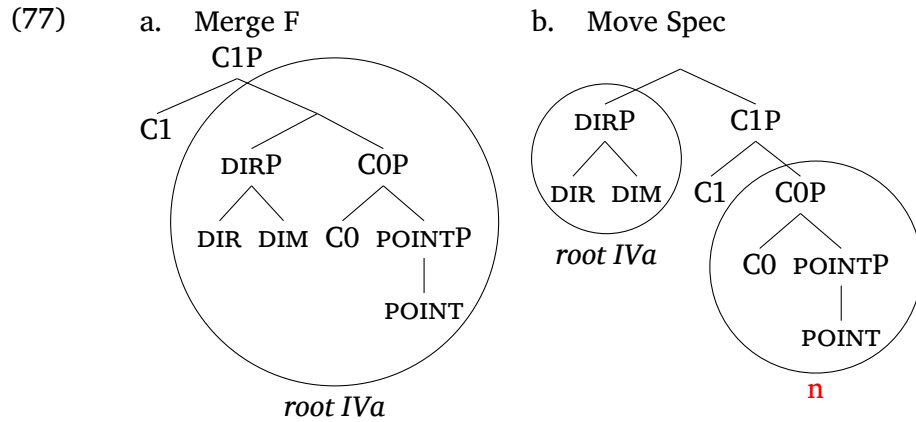 (77) a. Merge F b. Move Spec
C1P
C1
DIRP C0P
DIR DIM C0 POINTP
POINT
root IVa
DIRP C1P
DIR DIM C1 C0P
root IVa
C0 POINTP
POINT
n